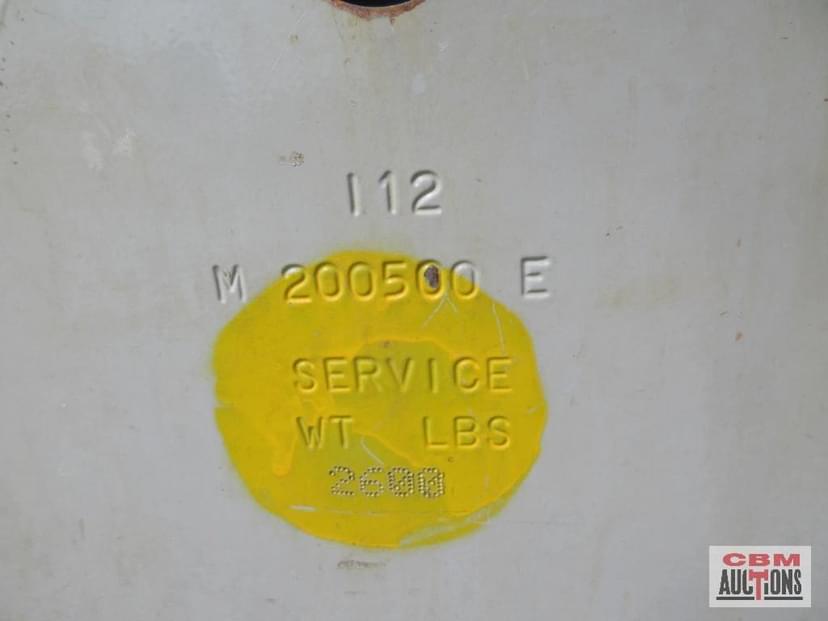 112
M 200500 E
SERVICE
WT LBS
2600
CBM
AUCTIONS